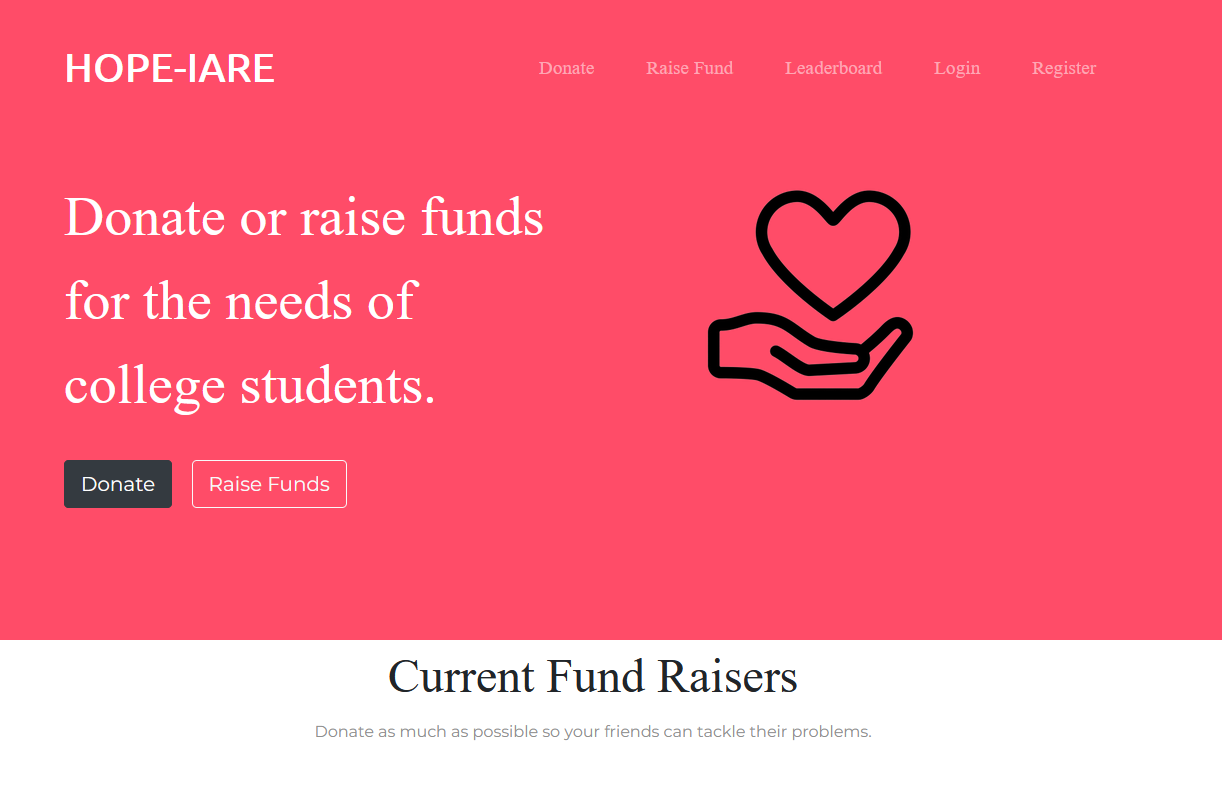 HOPE-IARE
Donate
Raise Fund
Leaderboard
Login
Register
Donate or raise funds
for the needs of
college students.
Donate
Raise Funds
Current Fund Raisers
Donate as much as possible so your friends can tackle their problems.